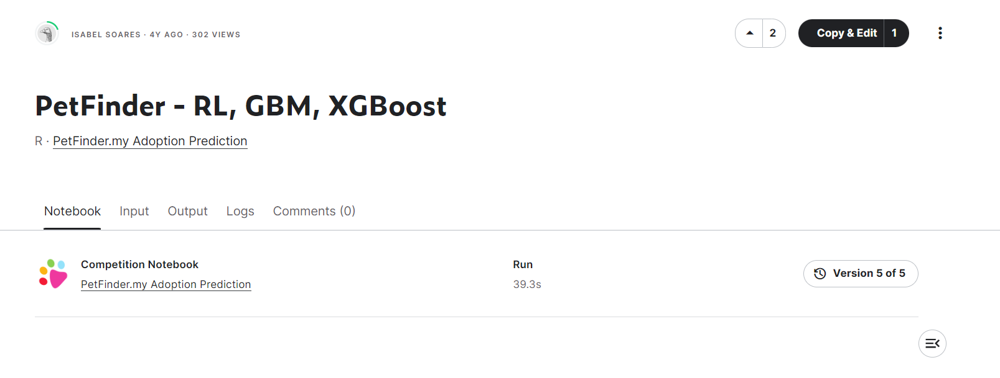 ISABEL SOARES · 4Y AGO · 302 VIEWS
2
Copy & Edit 1
PetFinder - RL, GBM, XGBoost
R · PetFinder.my Adoption Prediction
Notebook Input Output Logs Comments (0)
Competition Notebook
PetFinder.my Adoption Prediction
Run
39.3s
Version 5 of 5